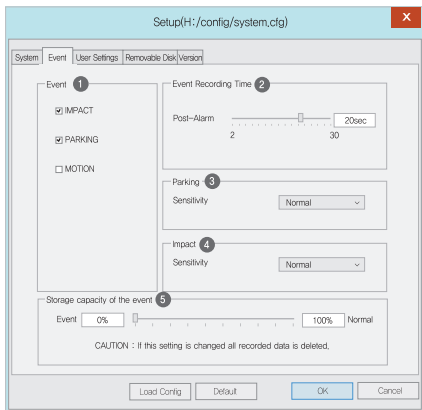 Setup(H:/config/system.cfg)
X
System Event User Settings Removable Disk Version
Event 1
IMPACT
PARKING
MOTION
Event Recording Time 2
Post-Alarm 20sec
2 30
Parking 3
Sensitivity Normal
Impact 4
Sensitivity Normal
Storage capacity of the event 5
Event 0% 100% Normal
CAUTION : If this setting is changed all recorded data is deleted.
Load Config Default OK Cancel